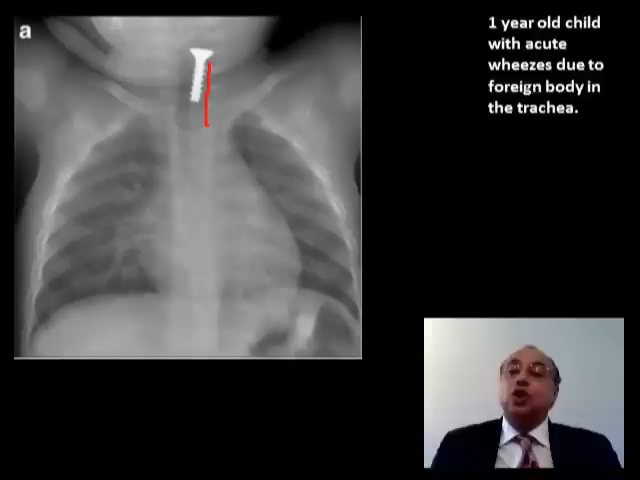 a
1 year old child
with acute
wheezes due to
foreign body in
the trachea.